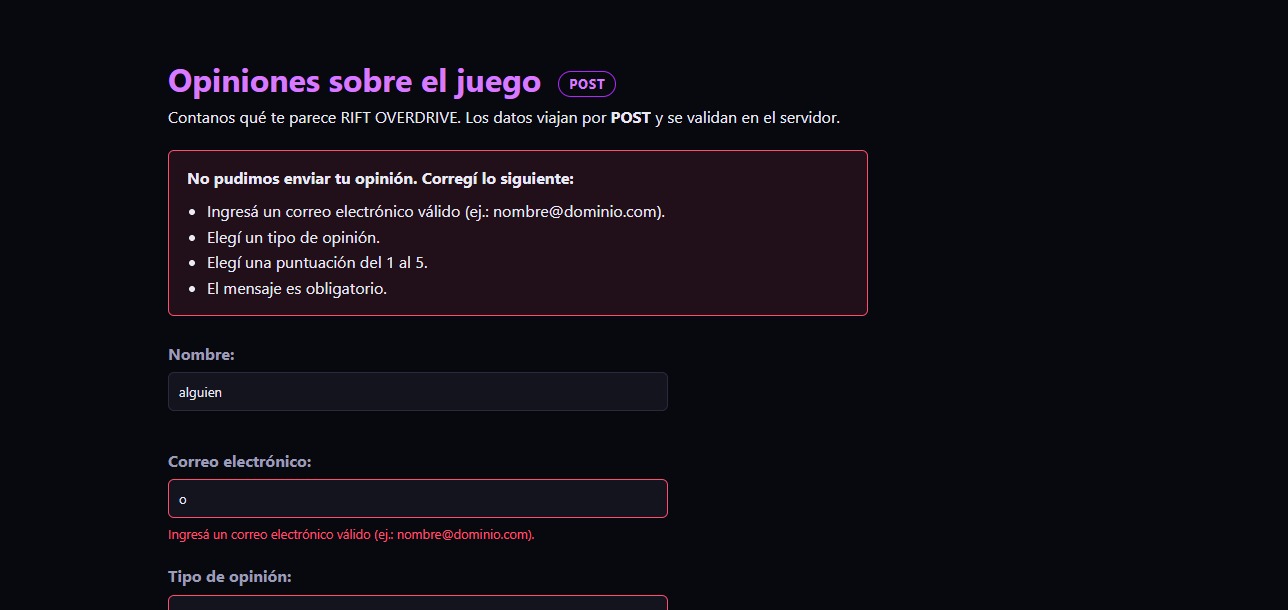 Opiniones sobre el juego POST
Contanos qué te parece RIFT OVERDRIVE. Los datos viajan por POST y se validan en el servidor.
No pudimos enviar tu opinión. Corregí lo siguiente:
• Ingresá un correo electrónico válido (ej.: nombre@dominio.com).
• Elegí un tipo de opinión.
• Elegí una puntuación del 1 al 5.
• El mensaje es obligatorio.
Nombre:
alguien
Correo electrónico:
o
Ingresá un correo electrónico válido (ej.: nombre@dominio.com).
Tipo de opinión: